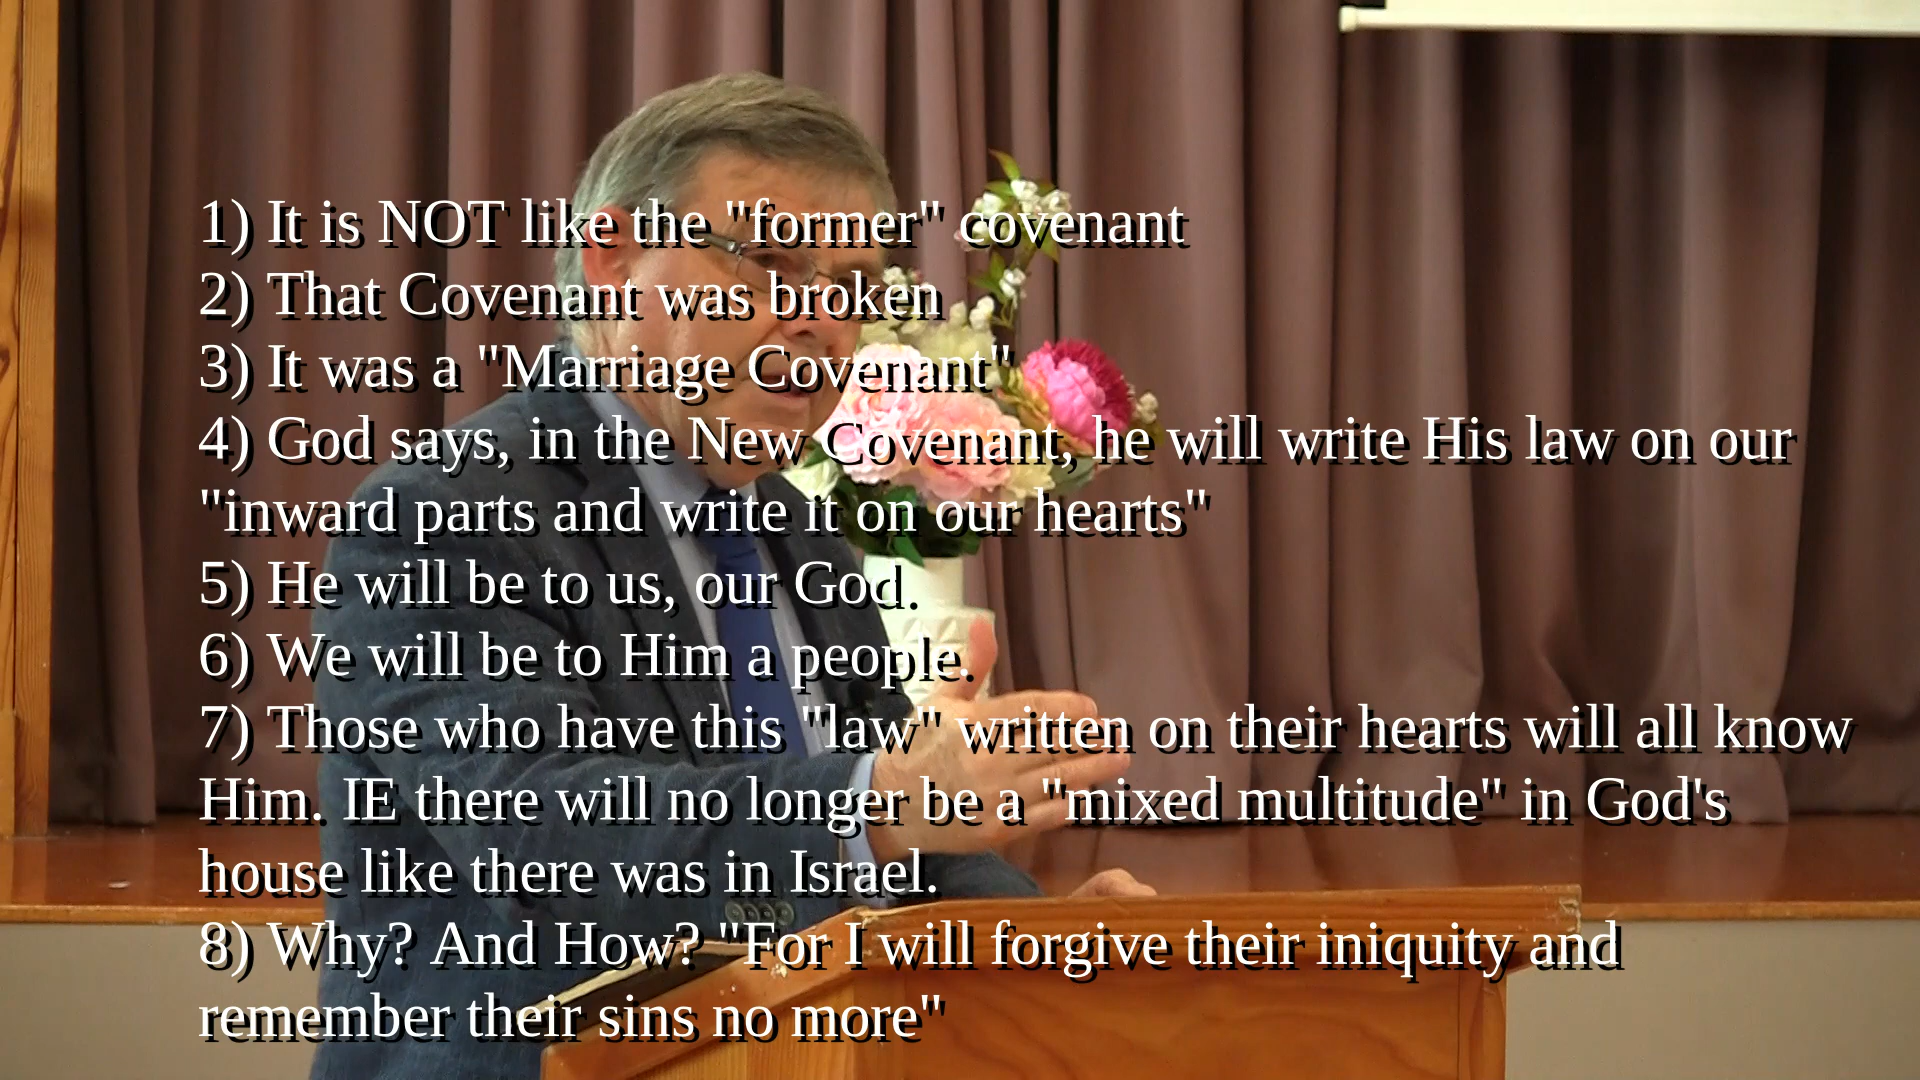 1) It is NOT like the "former" covenant
2) That Covenant was broken
3) It was a "Marriage Covenant"
4) God says, in the New Covenant, he will write His law on our
"inward parts and write it on our hearts"
5) He will be to us, our God.
6) We will be to Him a people.
7) Those who have this "law" written on their hearts will all know
Him. IE there will no longer be a "mixed multitude" in God's
house like there was in Israel.
8) Why? And How? "For I will forgive their iniquity and
remember their sins no more"